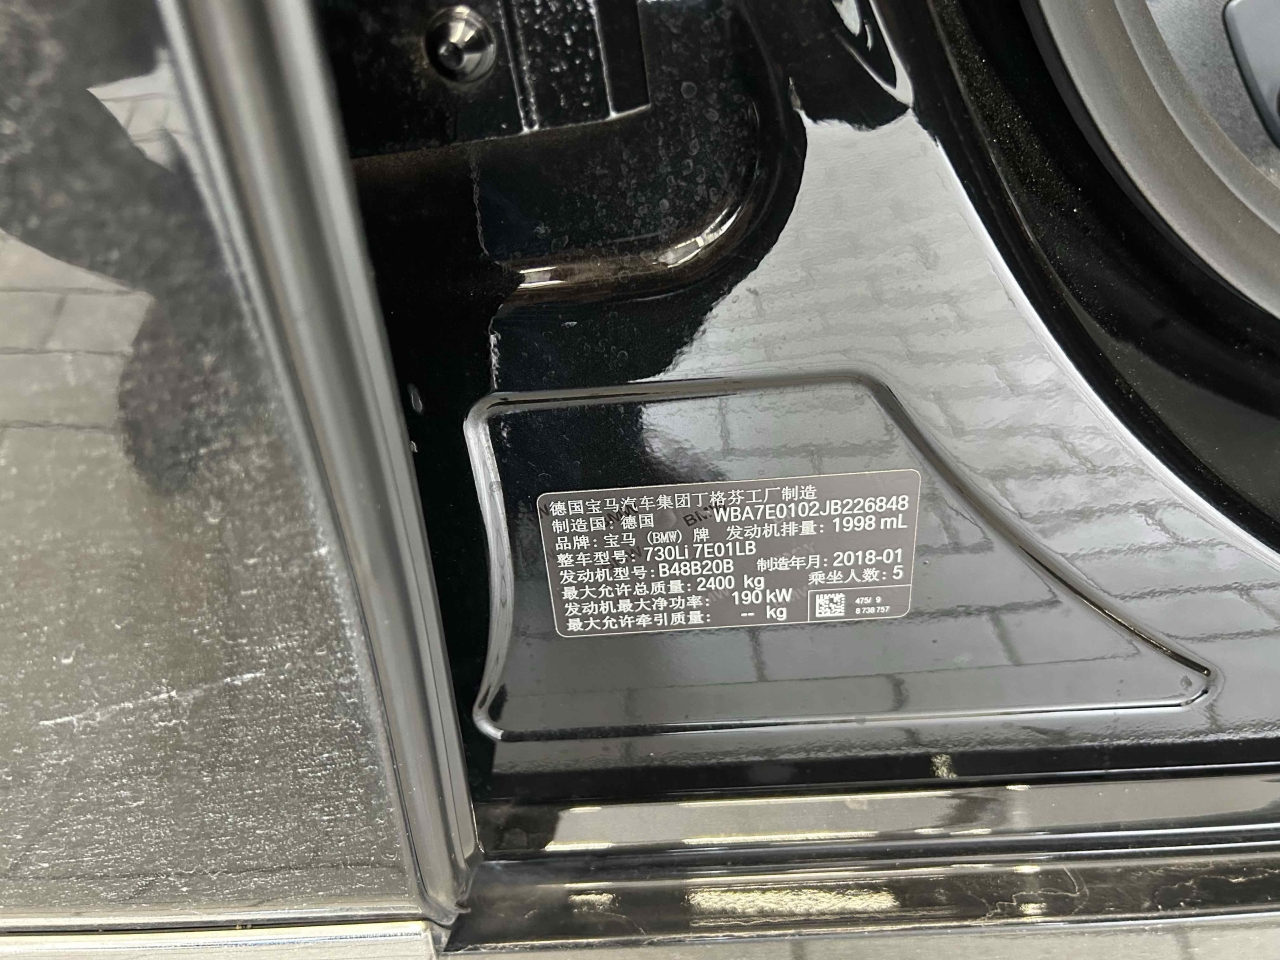 德国宝马汽车集团丁格芬工厂制造
制造国: 德国 WBA7E0102JB226848
品牌: 宝马 (BMW) 牌 发动机排量: 1998 mL
整车型号: 730Li 7E01LB
发动机型号: B48B20B 制造年月: 2018-01
最大允许总质量: 2400 kg 乘坐人数: 5
发动机最大净功率: 190 kW
最大允许牵引质量: -- kg
475/ 9
8 738 757